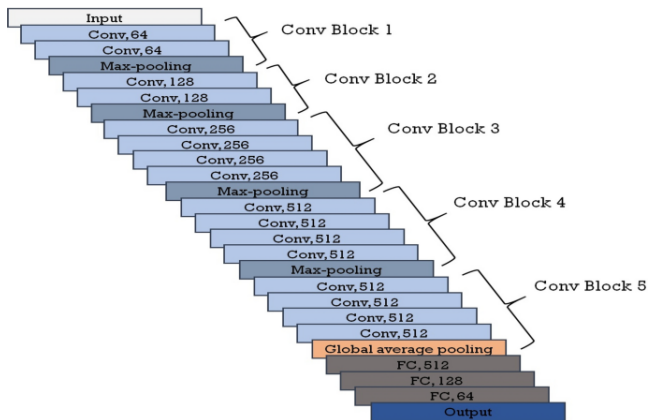 Input
Conv,64
Conv,64
Max-pooling
Conv,128
Conv,128
Max-pooling
Conv,256
Conv,256
Conv,256
Conv,256
Max-pooling
Conv,512
Conv,512
Conv,512
Conv,512
Max-pooling
Conv,512
Conv,512
Conv,512
Conv,512
Global average pooling
FC,512
FC,128
FC,64
Output
Conv Block 1
Conv Block 2
Conv Block 3
Conv Block 4
Conv Block 5